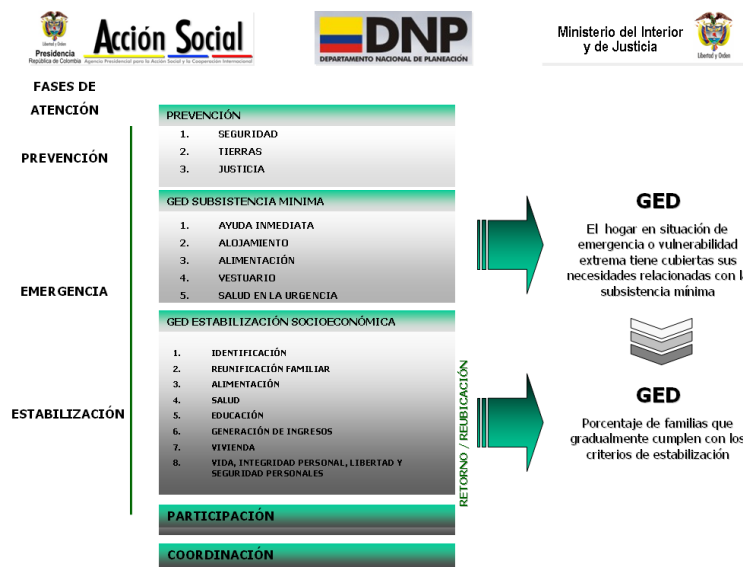 Libertad y Orden
Presidencia
República de Colombia
Acción Social
Agencia Presidencial para la Acción Social y la Cooperación Internacional
DNP
DEPARTAMENTO NACIONAL DE PLANEACIÓN
Ministerio del Interior
y de Justicia
Libertad y Orden
FASES DE
ATENCIÓN
PREVENCIÓN
EMERGENCIA
ESTABILIZACIÓN
PREVENCIÓN
1. SEGURIDAD
2. TIERRAS
3. JUSTICIA
GED SUBSISTENCIA MINIMA
1. AYUDA INMEDIATA
2. ALOJAMIENTO
3. ALIMENTACIÓN
4. VESTUARIO
5. SALUD EN LA URGENCIA
GED ESTABILIZACIÓN SOCIOECONÓMICA
1. IDENTIFICACIÓN
2. REUNIFICACIÓN FAMILIAR
3. ALIMENTACIÓN
4. SALUD
5. EDUCACIÓN
6. GENERACIÓN DE INGRESOS
7. VIVIENDA
8. VIDA, INTEGRIDAD PERSONAL, LIBERTAD Y
SEGURIDAD PERSONALES
PARTICIPACIÓN
COORDINACIÓN
RETORNO / REUBICACIÓN
GED
El hogar en situación de
emergencia o vulnerabilidad
extrema tiene cubiertas sus
necesidades relacionadas con l
subsistencia mínima
GED
Porcentaje de familias que
gradualmente cumplen con los
criterios de estabilización